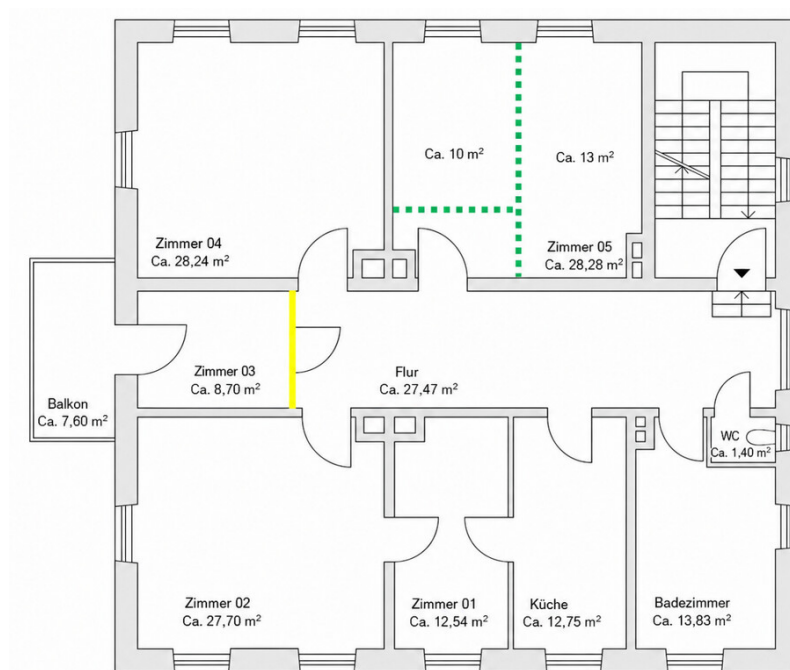 Ca. 10 m²
Ca. 13 m²
Zimmer 04
Ca. 28,24 m²
Zimmer 05
Ca. 28,28 m²
Zimmer 03
Ca. 8,70 m²
Flur
Ca. 27,47 m²
Balkon
Ca. 7,60 m²
WC
Ca. 1,40 m²
Zimmer 02
Ca. 27,70 m²
Zimmer 01
Ca. 12,54 m²
Küche
Ca. 12,75 m²
Badezimmer
Ca. 13,83 m²